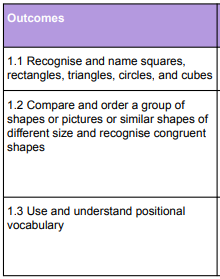 Outcomes
1.1 Recognise and name squares,
rectangles, triangles, circles, and cubes
1.2 Compare and order a group of
shapes or pictures or similar shapes of
different size and recognise congruent
shapes
1.3 Use and understand positional
vocabulary